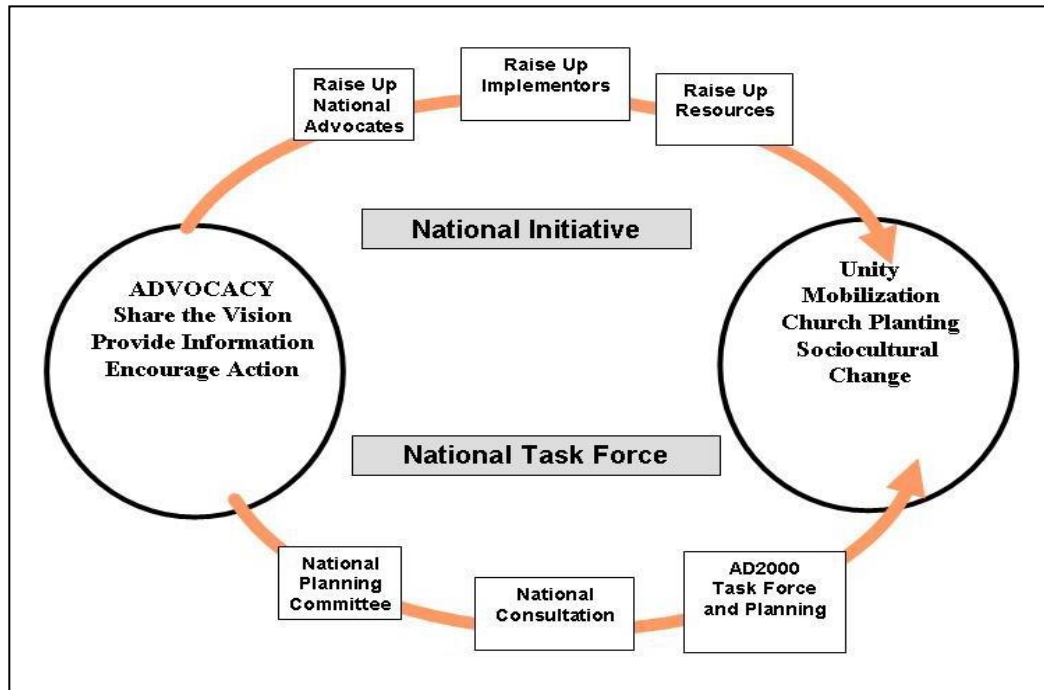 Raise Up
National
Advocates
Raise Up
Implementors
Raise Up
Resources
National Initiative
ADVOCACY
Share the Vision
Provide Information
Encourage Action
Unity
Mobilization
Church Planting
Sociocultural
Change
National Task Force
National
Planning
Committee
National
Consultation
AD2000
Task Force
and Planning